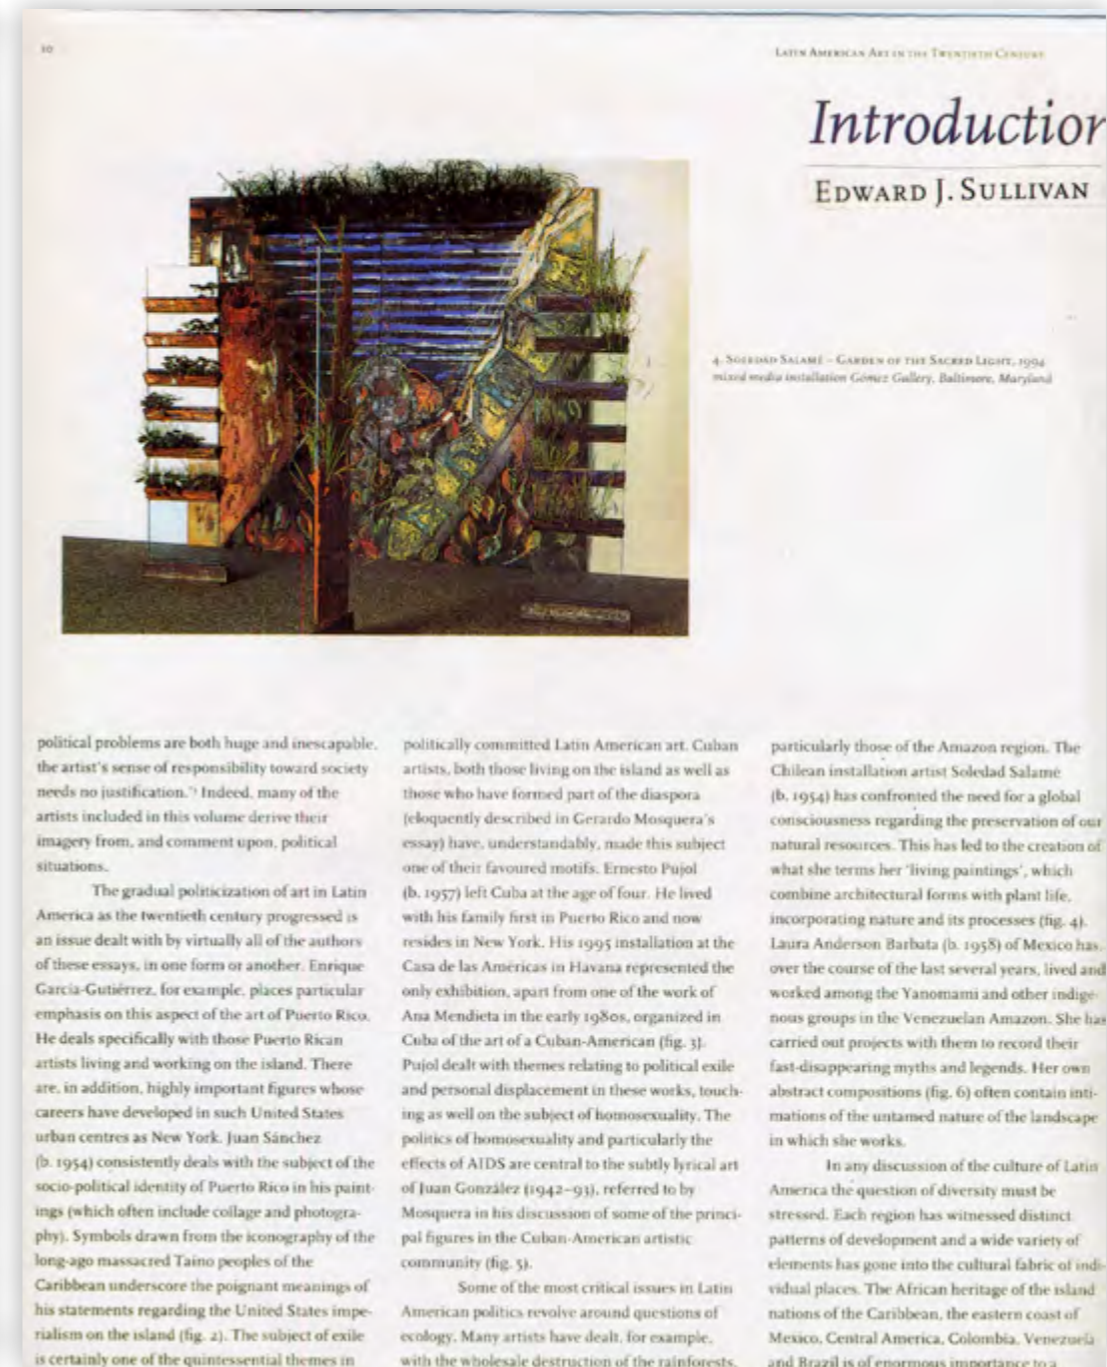 10
LATIN AMERICAN ART IN THE TWENTIETH CENTURY
Introduction
EDWARD J. SULLIVAN
4. SOLEDAD SALAMÉ – GARDEN OF THE SACRED LIGHT, 1994
mixed media installation Gomez Gallery, Baltimore, Maryland
political problems are both huge and inescapable,
the artist's sense of responsibility toward society
needs no justification.' Indeed, many of the
artists included in this volume derive their
imagery from, and comment upon, political
situations.
The gradual politicization of art in Latin
America as the twentieth century progressed is
an issue dealt with by virtually all of the authors
of these essays, in one form or another. Enrique
García-Gutiérrez, for example, places particular
emphasis on this aspect of the art of Puerto Rico.
He deals specifically with those Puerto Rican
artists living and working on the island. There
are, in addition, highly important figures whose
careers have developed in such United States
urban centres as New York. Juan Sánchez
(b. 1954) consistently deals with the subject of the
socio-political identity of Puerto Rico in his paint-
ings (which often include collage and photogra-
phy). Symbols drawn from the iconography of the
long-ago massacred Taino peoples of the
Caribbean underscore the poignant meanings of
his statements regarding the United States impe-
rialism on the island (fig. 2). The subject of exile
is certainly one of the quintessential themes in
politically committed Latin American art. Cuban
artists, both those living on the island as well as
those who have formed part of the diaspora
(eloquently described in Gerardo Mosquera's
essay) have, understandably, made this subject
one of their favoured motifs. Ernesto Pujol
(b. 1957) left Cuba at the age of four. He lived
with his family first in Puerto Rico and now
resides in New York. His 1995 installation at the
Casa de las Américas in Havana represented the
only exhibition, apart from one of the work of
Ana Mendieta in the early 1980s, organized in
Cuba of the art of a Cuban-American (fig. 3).
Pujol dealt with themes relating to political exile
and personal displacement in these works, touch-
ing as well on the subject of homosexuality. The
politics of homosexuality and particularly the
effects of AIDS are central to the subtly lyrical art
of Juan González (1942–93), referred to by
Mosquera in his discussion of some of the princi-
pal figures in the Cuban-American artistic
community (fig. 5).
Some of the most critical issues in Latin
American politics revolve around questions of
ecology. Many artists have dealt, for example,
with the wholesale destruction of the rainforests,
particularly those of the Amazon region. The
Chilean installation artist Soledad Salamé
(b. 1954) has confronted the need for a global
consciousness regarding the preservation of our
natural resources. This has led to the creation of
what she terms her 'living paintings', which
combine architectural forms with plant life,
incorporating nature and its processes (fig. 4).
Laura Anderson Barbata (b. 1958) of Mexico has,
over the course of the last several years, lived and
worked among the Yanomami and other indige-
nous groups in the Venezuelan Amazon. She has
carried out projects with them to record their
fast-disappearing myths and legends. Her own
abstract compositions (fig. 6) often contain inti-
mations of the untamed nature of the landscape
in which she works.
In any discussion of the culture of Latin
America the question of diversity must be
stressed. Each region has witnessed distinct
patterns of development and a wide variety of
elements has gone into the cultural fabric of indi-
vidual places. The African heritage of the island
nations of the Caribbean, the eastern coast of
Mexico, Central America, Colombia, Venezuela
and Brazil is of enormous importance to a